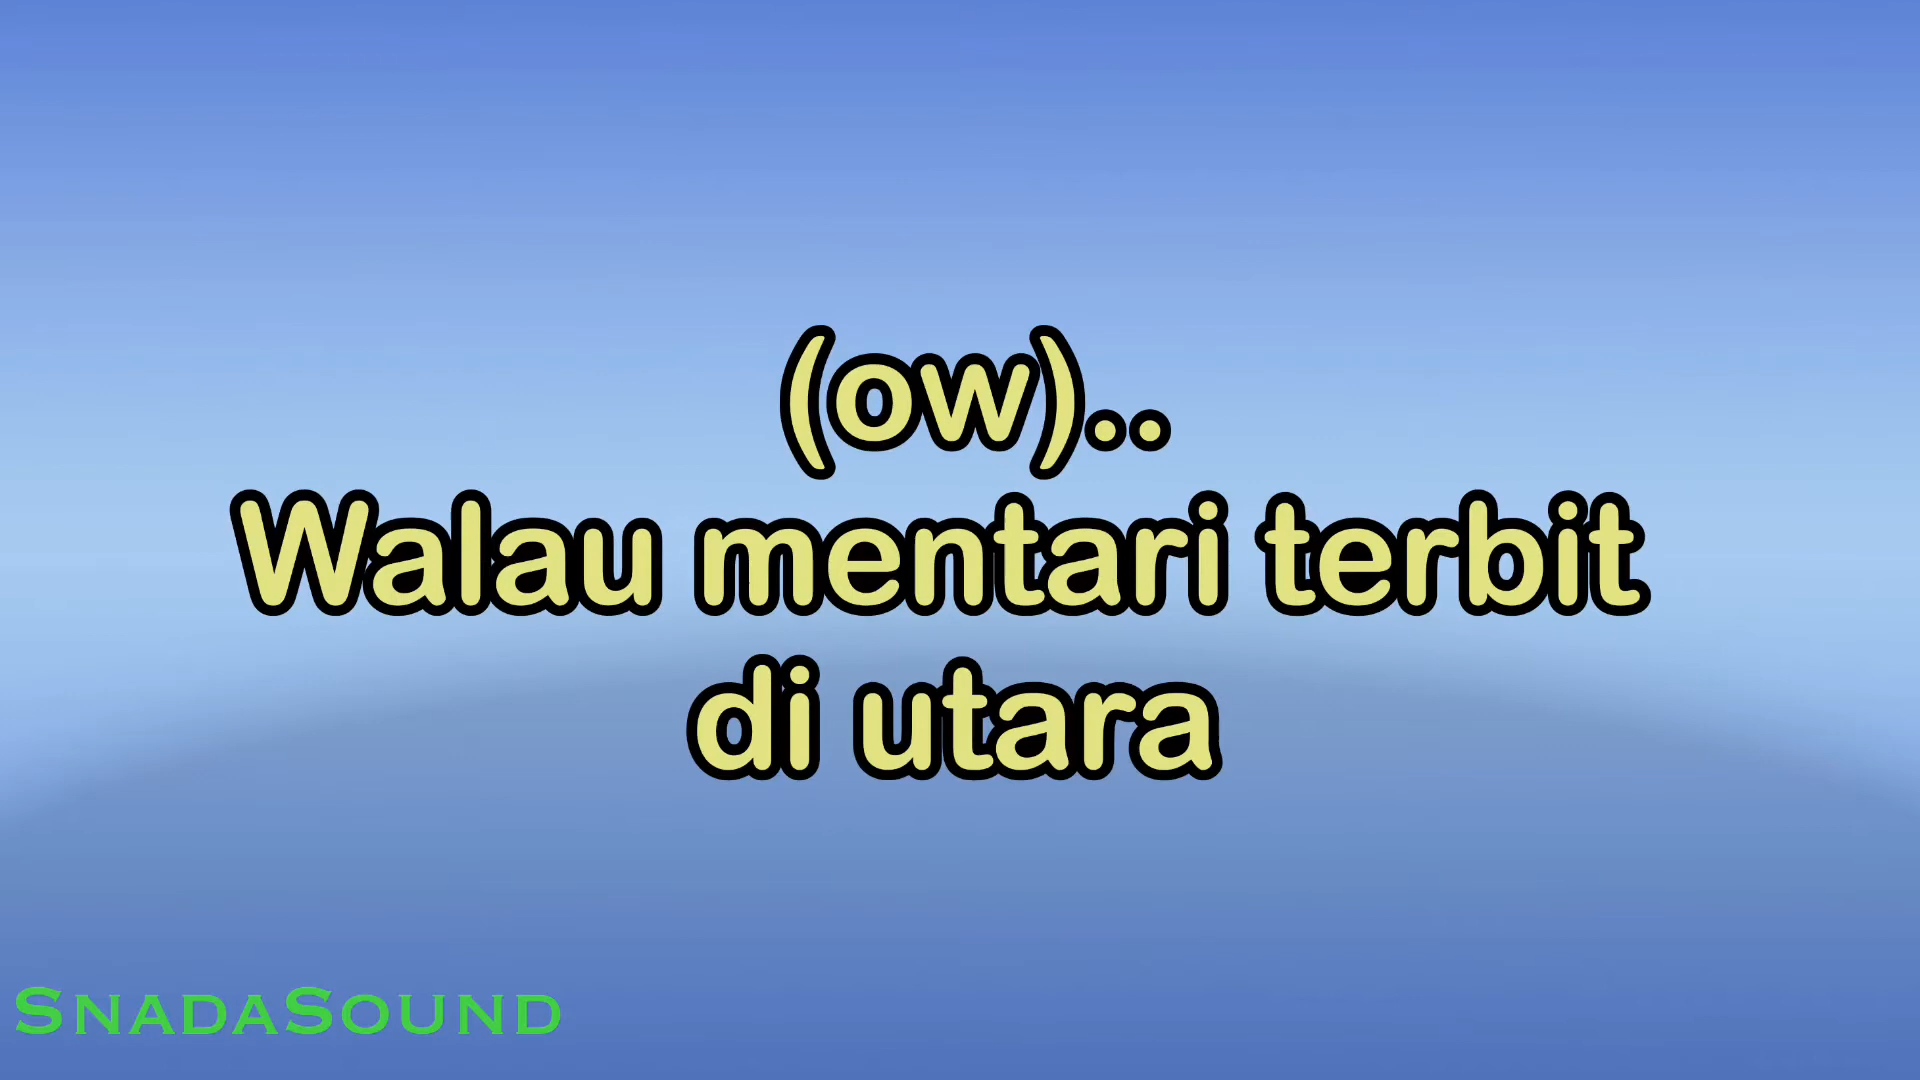 (ow)..
Walau mentari terbit
di utara
SnadaSound